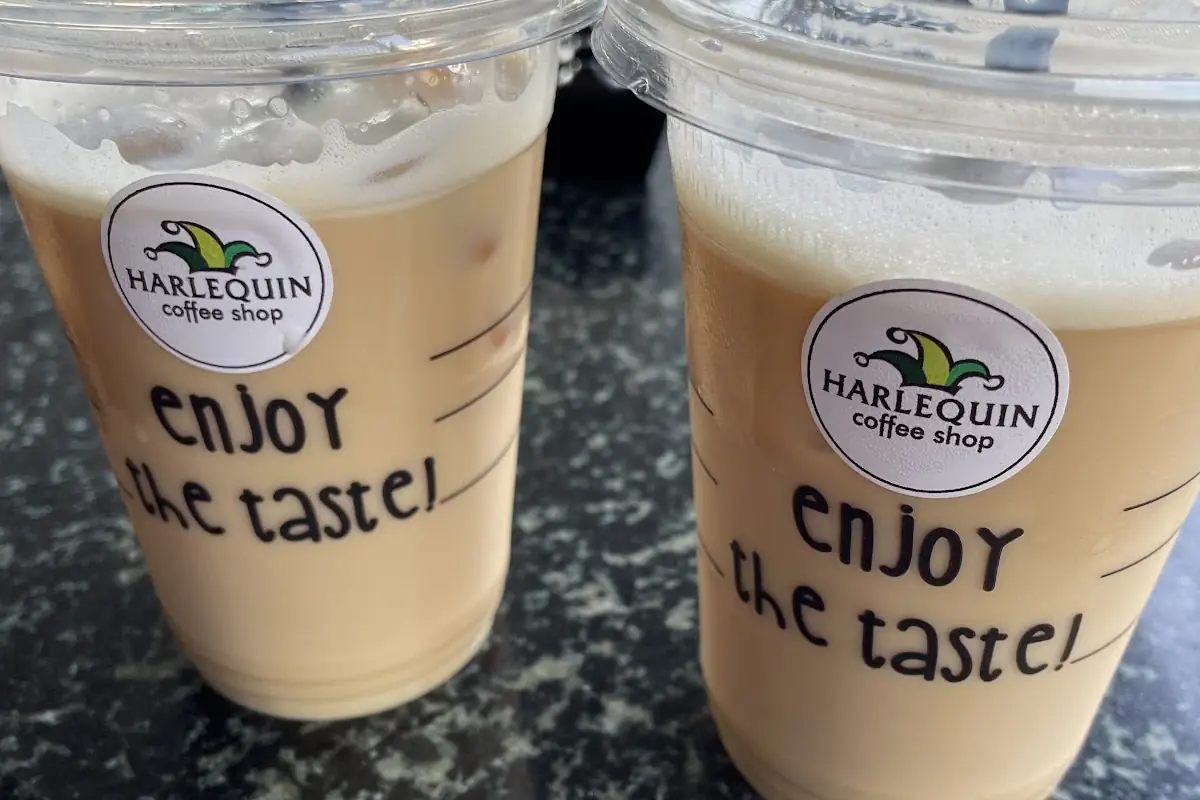 HARLEQUIN
coffee shop
enjoy
the taste!
HARLEQUIN
coffee shop
enjoy
the taste!